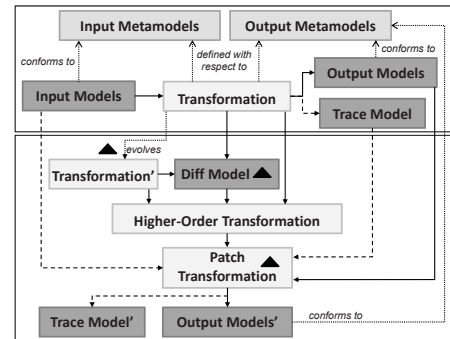 Input Metamodels
Output Metamodels
conforms to
defined with
respect to
conforms to
Input Models
Transformation
Output Models
Trace Model
evolves
Transformation’
Diff Model
Higher-Order Transformation
Patch
Transformation
Trace Model’
Output Models’
conforms to